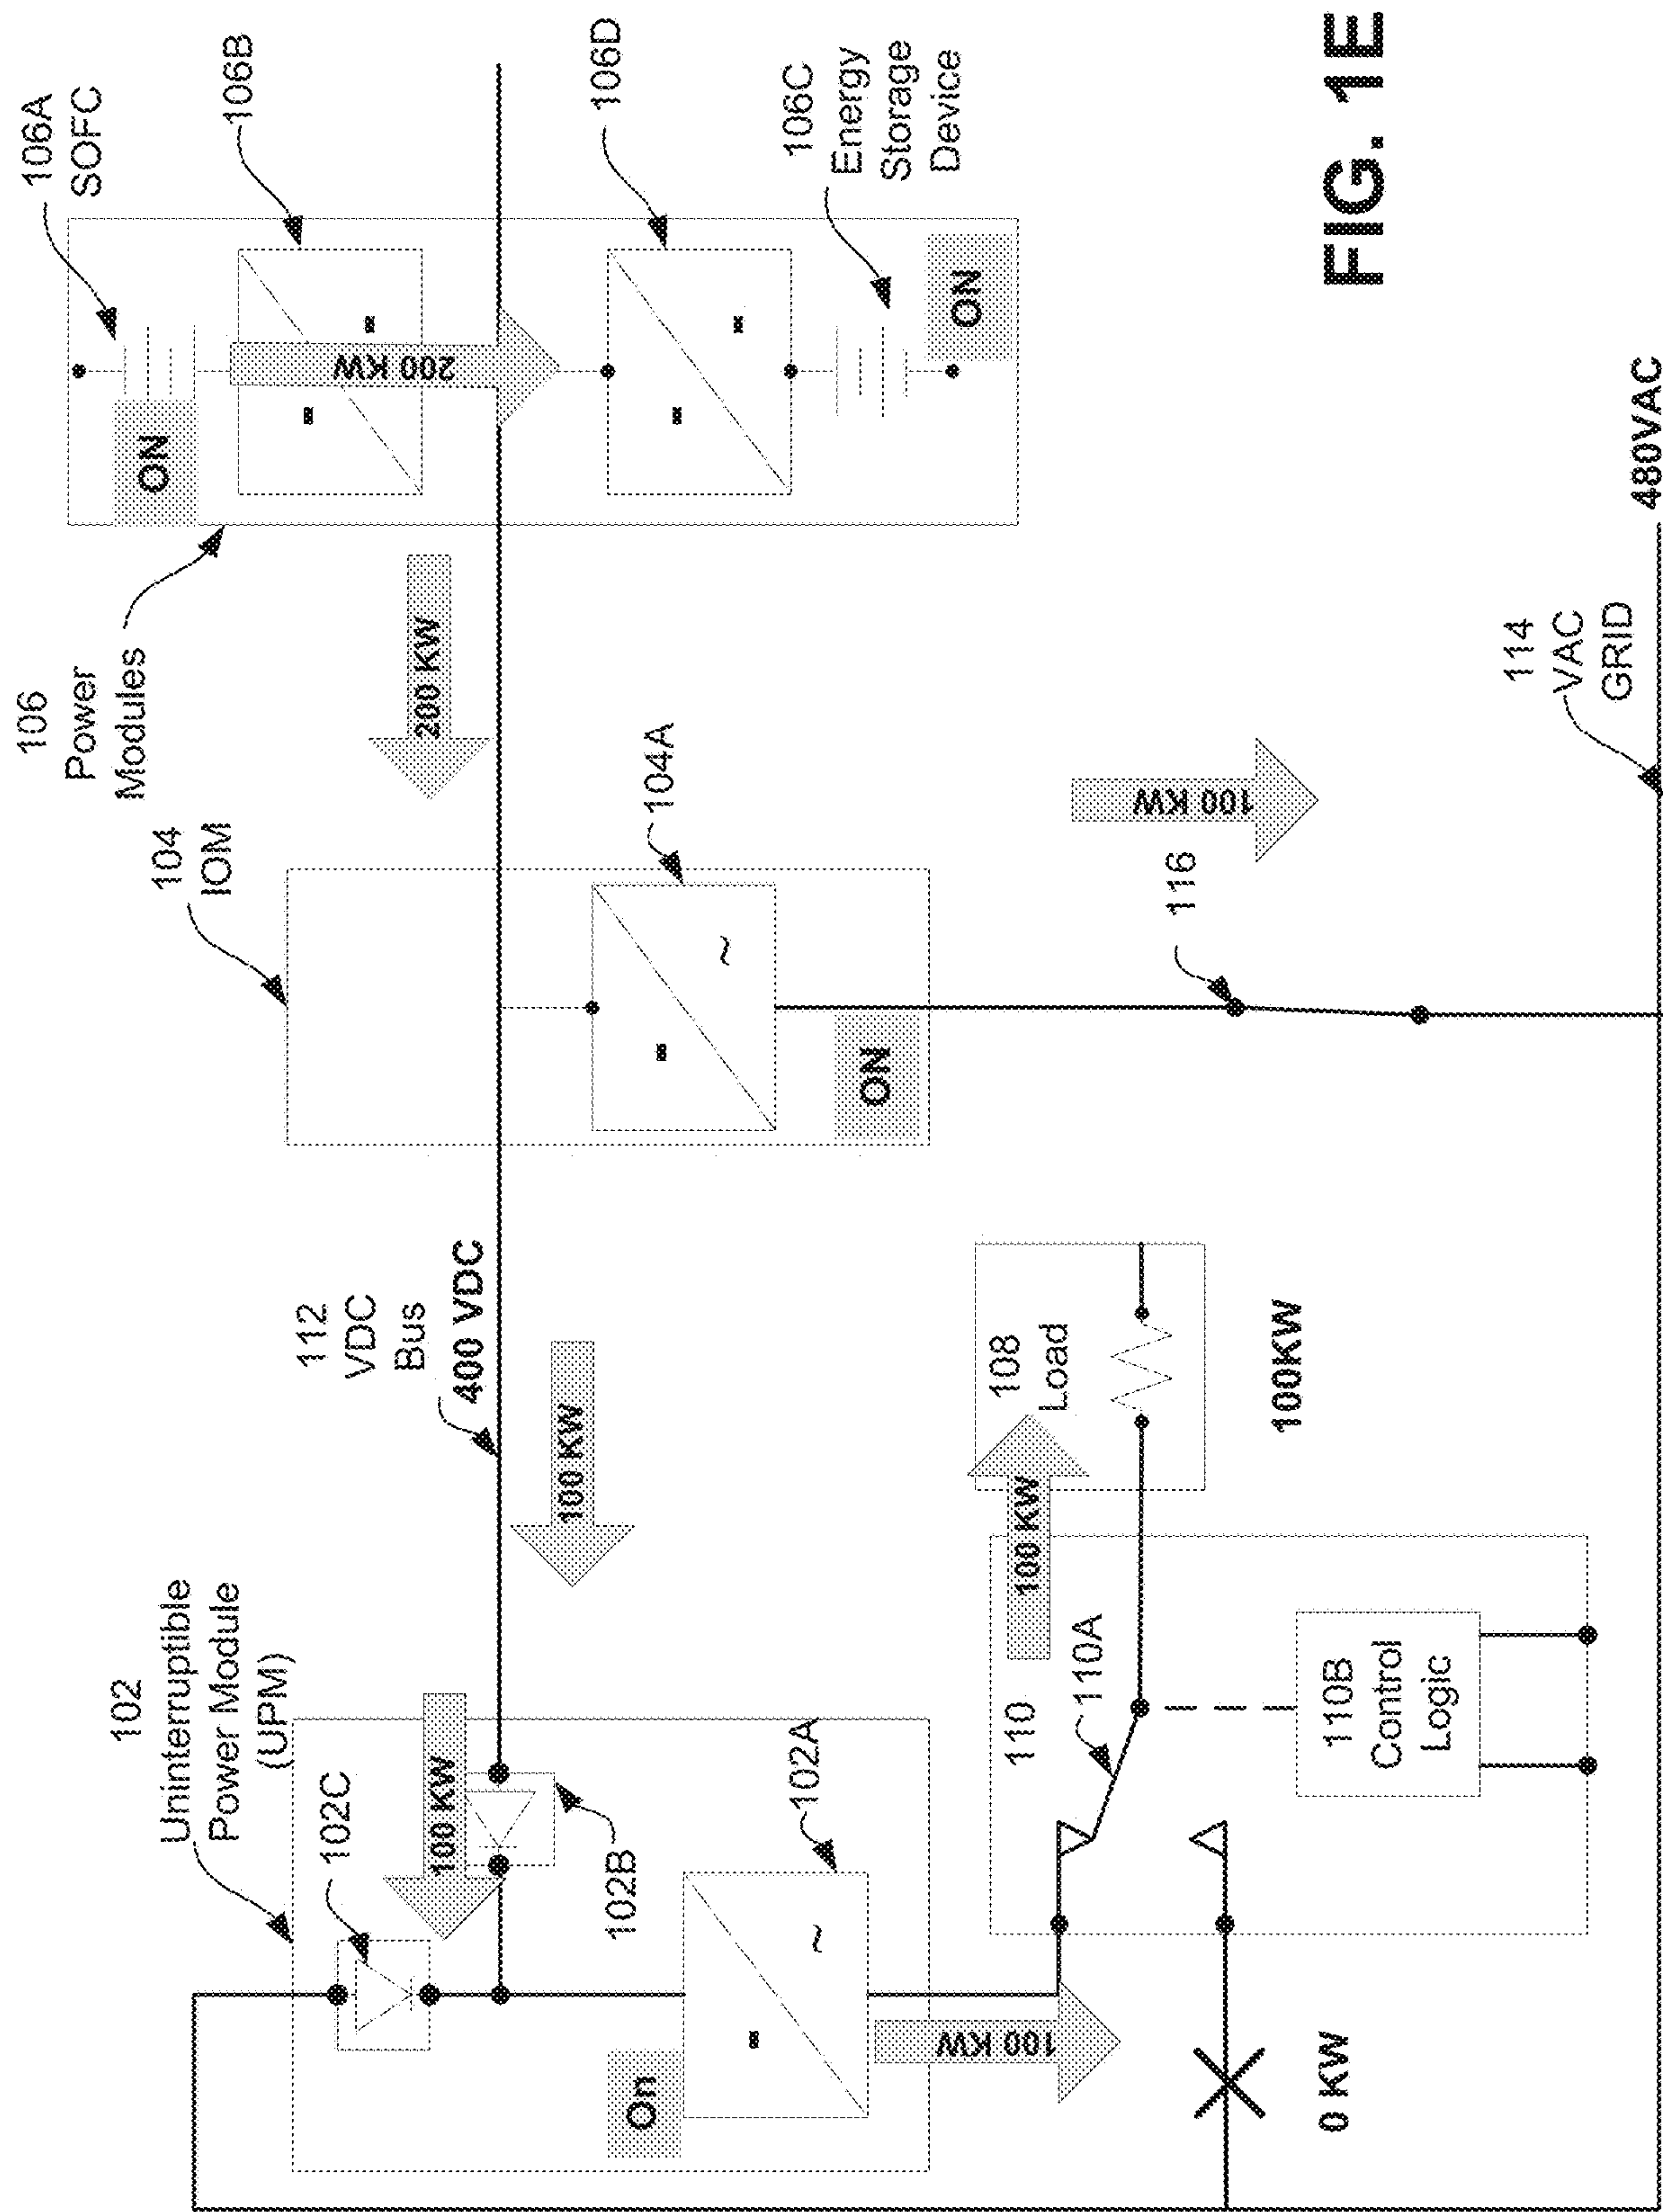 102
Uninterruptible
Power Module
(UPM)
102C
100 KW
102B
On
102A
100 KW
112
VDC
Bus
400 VDC
100 KW
104
IOM
104A
ON
106
Power
Modules
200 KW
106A
SOFC
ON
106B
200 KW
106D
106C
Energy
Storage
Device
ON
110
110A
100 KW
108
Load
100KW
110B
Control
Logic
0 KW
116
100 KW
114
VAC
GRID
480VAC
FIG. 1E